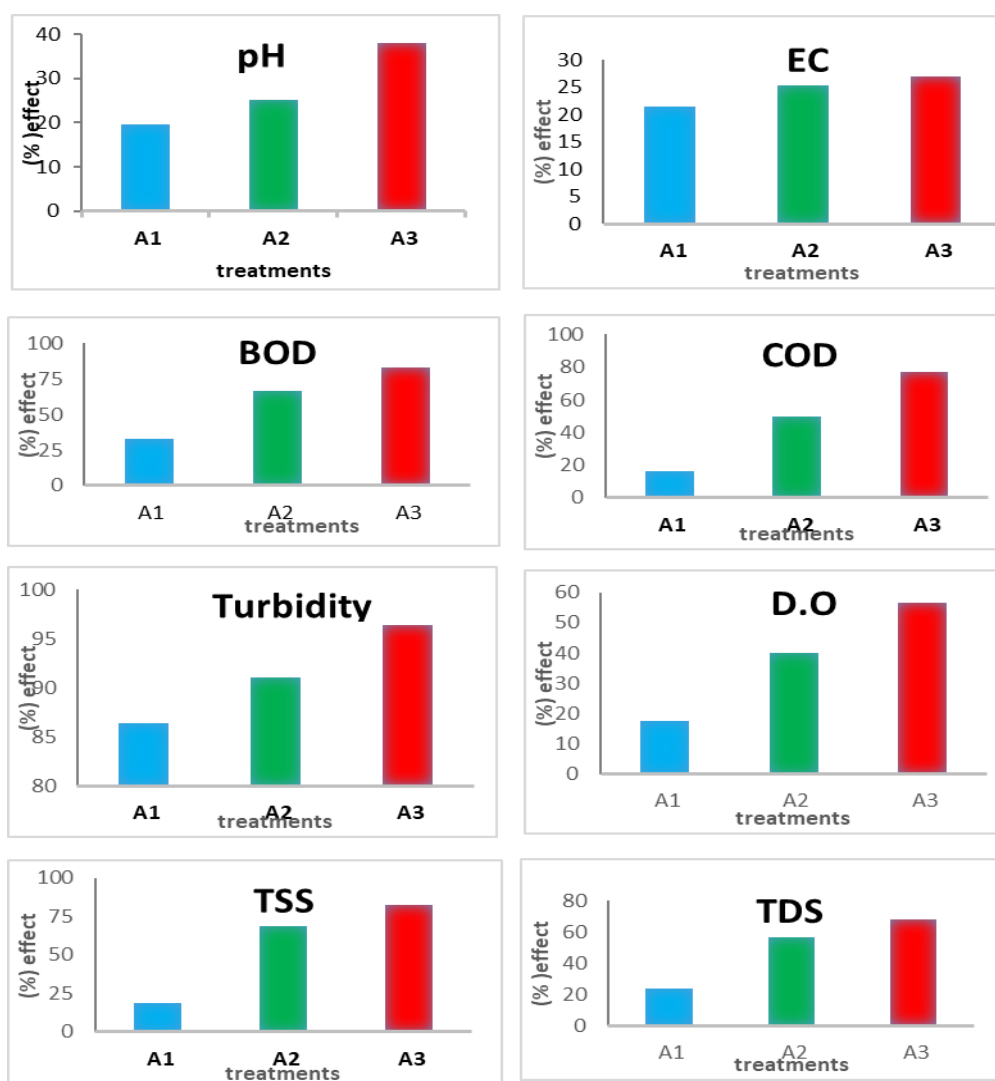 pH
(% )effect
40
30
20
10
0
A1 A2 A3
treatments
EC
(%) effect
30
25
20
15
10
5
0
A1 A2 A3
treatments
BOD
(%) effect
100
75
50
25
0
A1 A2 A3
treatments
COD
(%) effect
100
80
60
40
20
0
A1 A2 A3
treatments
Turbidity
(%) effect
100
95
90
85
80
A1 A2 A3
treatments
D.O
(%) effect
60
50
40
30
20
10
0
A1 A2 A3
treatments
TSS
(%) effect
100
75
50
25
0
A1 A2 A3
treatments
TDS
(% )effect
80
60
40
20
0
A1 A2 A3
treatments